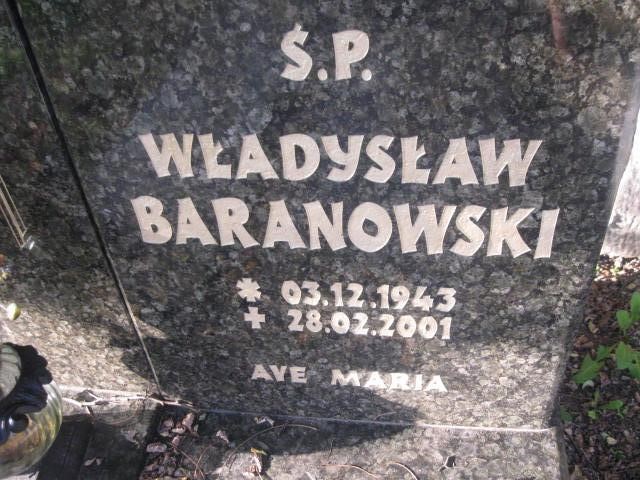 Ś.P.
WŁADYSŁAW
BARANOWSKI
* 03.12.1943
+ 28.02.2001
AVE MARIA